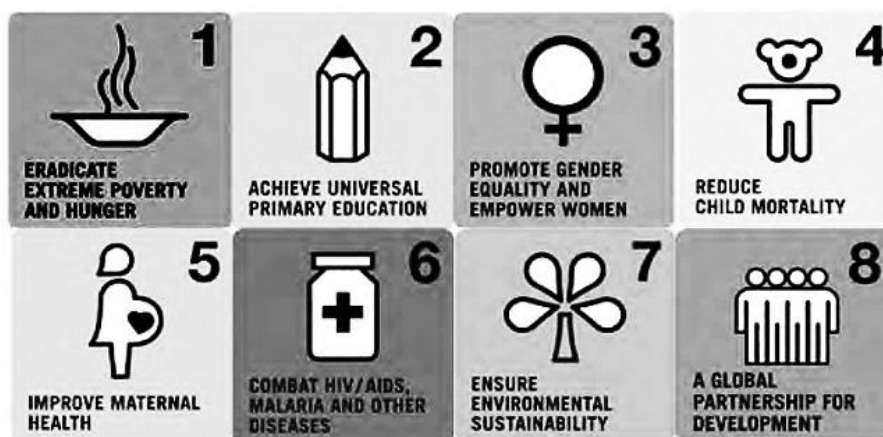 1
ERADICATE
EXTREME POVERTY
AND HUNGER
2
ACHIEVE UNIVERSAL
PRIMARY EDUCATION
3
PROMOTE GENDER
EQUALITY AND
EMPOWER WOMEN
4
REDUCE
CHILD MORTALITY
5
IMPROVE MATERNAL
HEALTH
6
COMBAT HIV/AIDS,
MALARIA AND OTHER
DISEASES
7
ENSURE
ENVIRONMENTAL
SUSTAINABILITY
8
A GLOBAL
PARTNERSHIP FOR
DEVELOPMENT